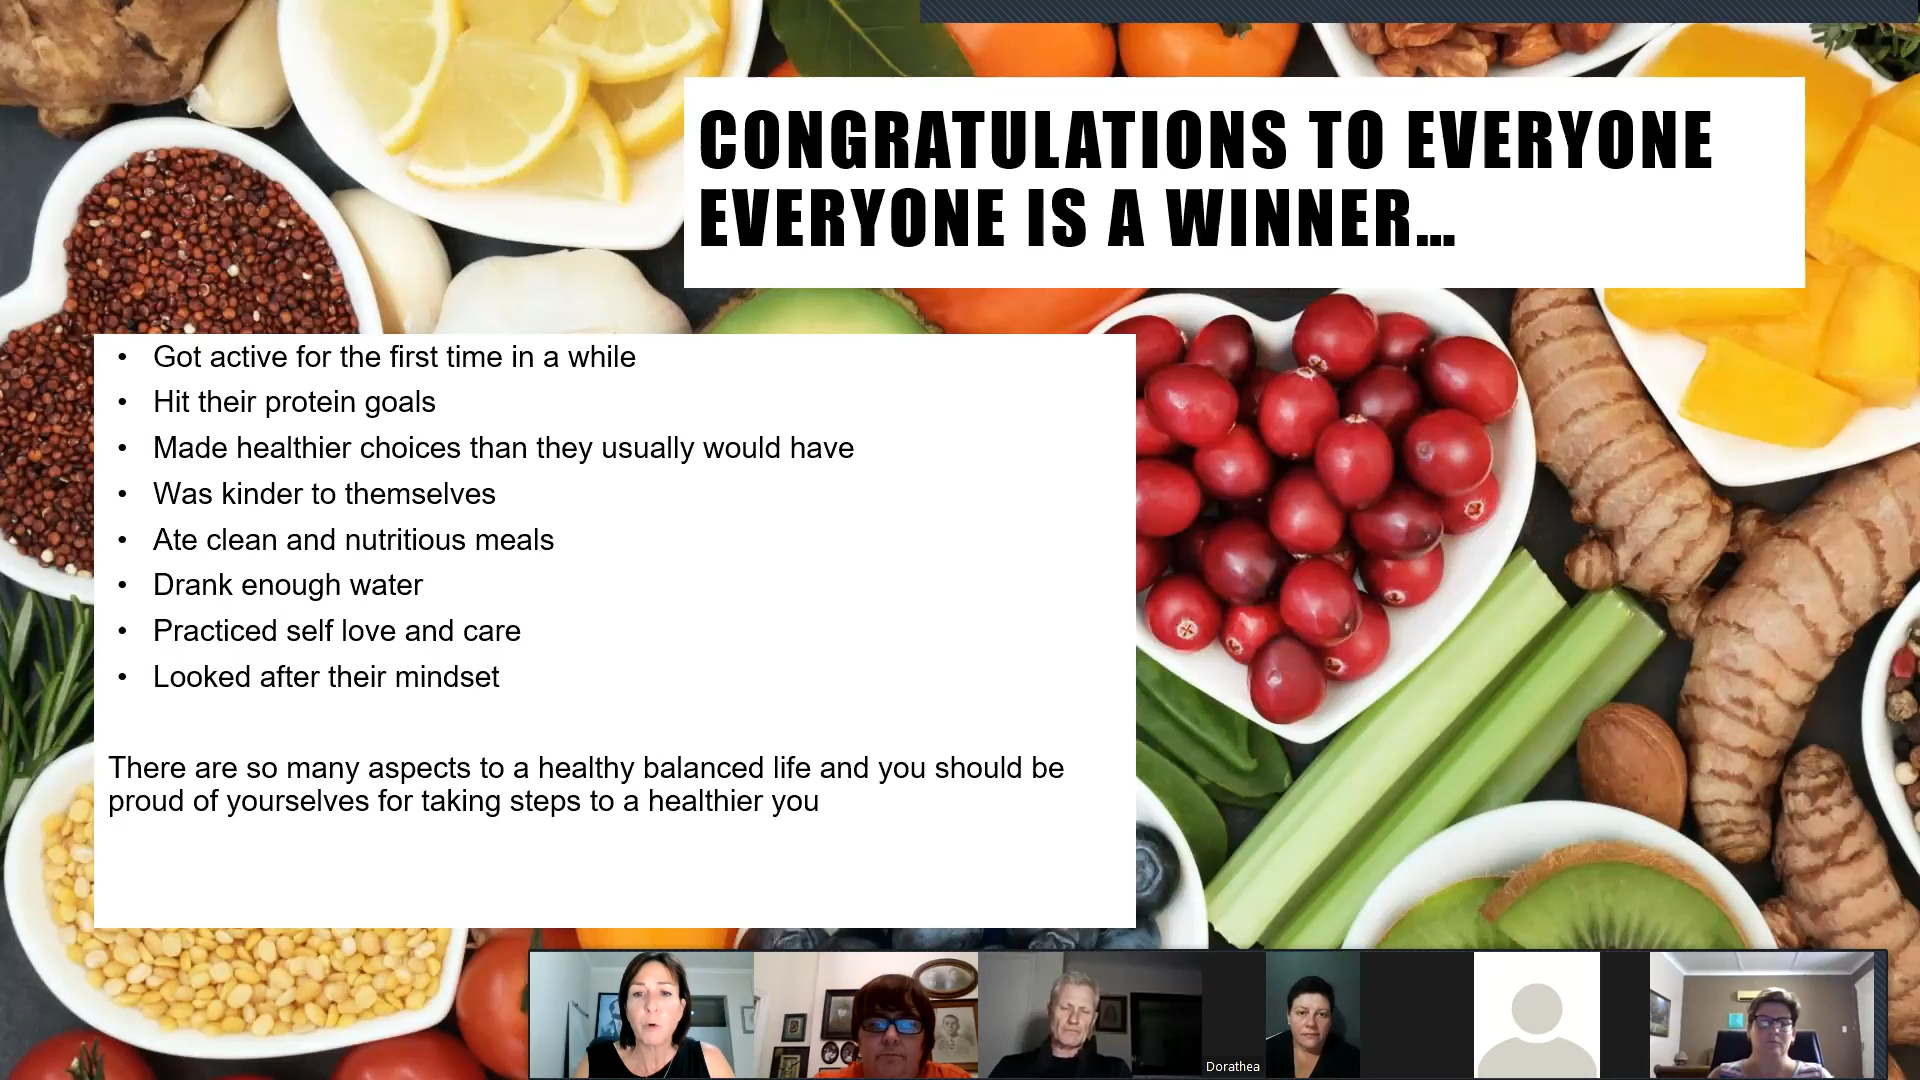 CONGRATULATIONS TO EVERYONE
EVERYONE IS A WINNER...
• Got active for the first time in a while
• Hit their protein goals
• Made healthier choices than they usually would have
• Was kinder to themselves
• Ate clean and nutritious meals
• Drank enough water
• Practiced self love and care
• Looked after their mindset
There are so many aspects to a healthy balanced life and you should be
proud of yourselves for taking steps to a healthier you
Dorathea